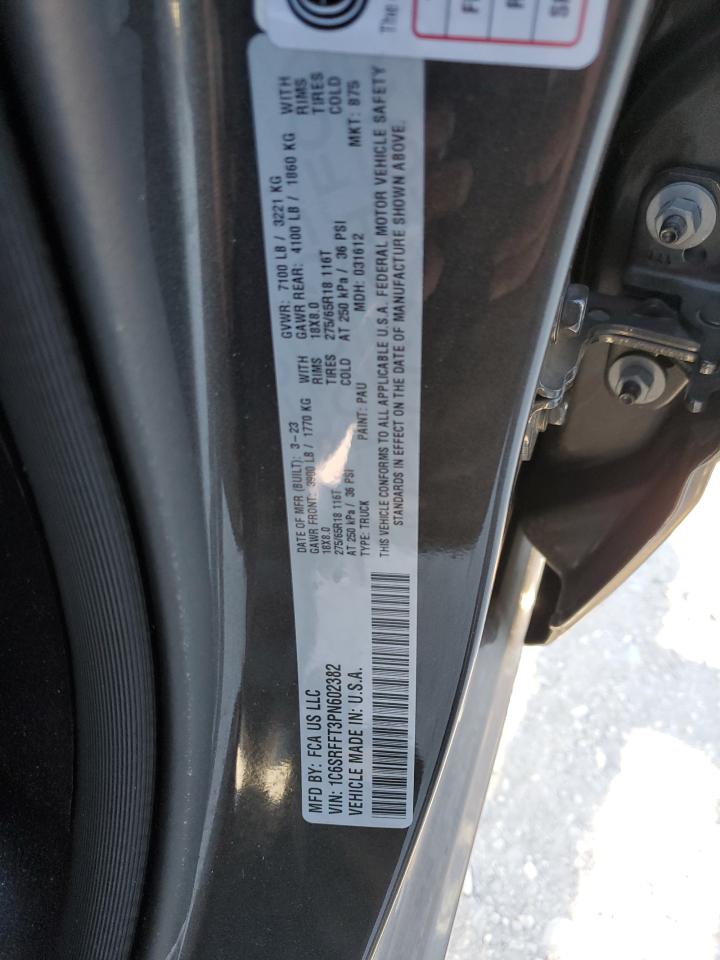 MFD BY: FCA US LLC
DATE OF MFR (BUILT): 3-23
GVWR: 7100 LB / 3221 KG
GAWR FRONT: 3900 LB / 1770 KG WITH
GAWR REAR: 4100 LB / 1860 KG WITH
18X8.0 RIMS
18X8.0 RIMS
275/65R18 116T TIRES
275/65R18 116T TIRES
AT 250 kPa / 36 PSI COLD
AT 250 kPa / 36 PSI COLD
VIN: 1C6SRFFT3PN602382
TYPE: TRUCK PAINT: PAU MDH: 031612 MKT: 875
VEHICLE MADE IN: U.S.A.
THIS VEHICLE CONFORMS TO ALL APPLICABLE U.S.A. FEDERAL MOTOR VEHICLE SAFETY
STANDARDS IN EFFECT ON THE DATE OF MANUFACTURE SHOWN ABOVE.
The